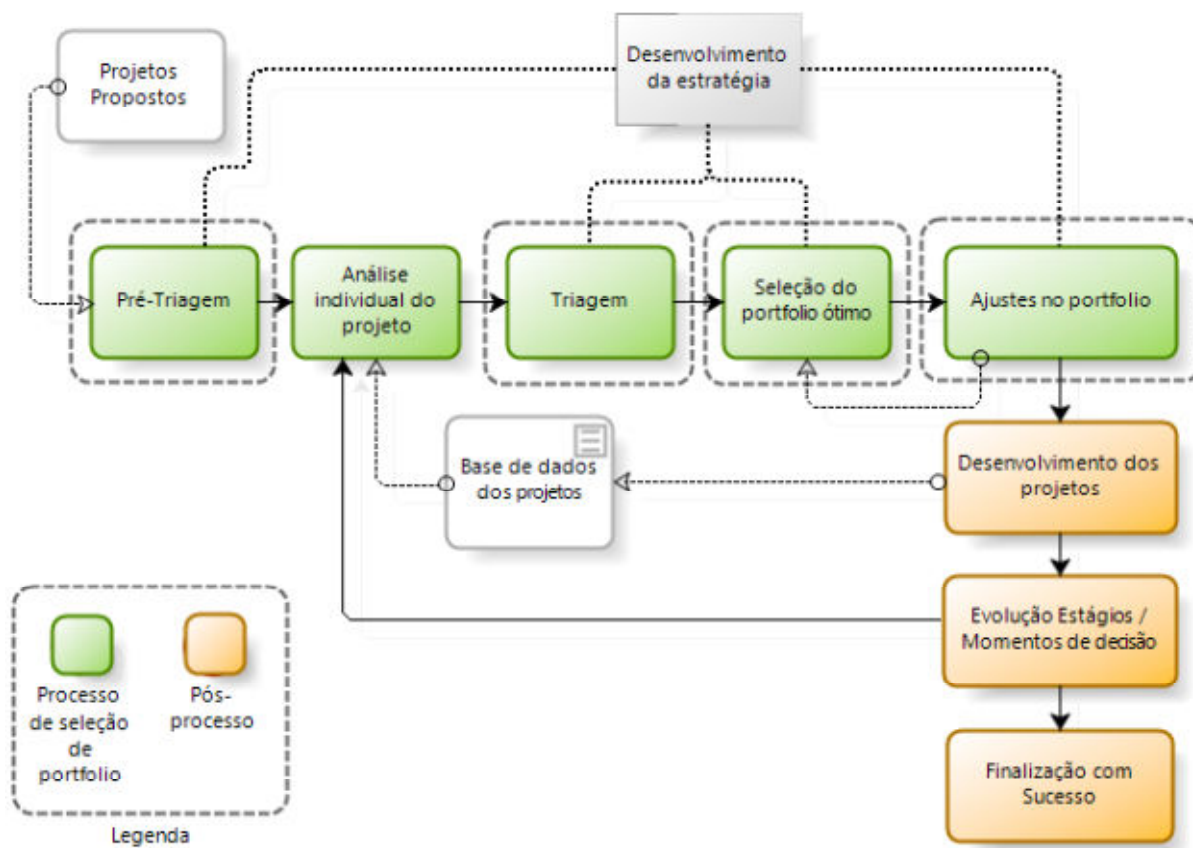 Projetos
Propostos
Desenvolvimento
da estratégia
Pré-Triagem
Análise
individual do
projeto
Triagem
Seleção do
portfolio ótimo
Ajustes no portfolio
Base de dados
dos projetos
Desenvolvimento dos
projetos
Evolução Estágios /
Momentos de decisão
Finalização com
Sucesso
Processo
de seleção
de
portfolio
Pós-
processo
Legenda